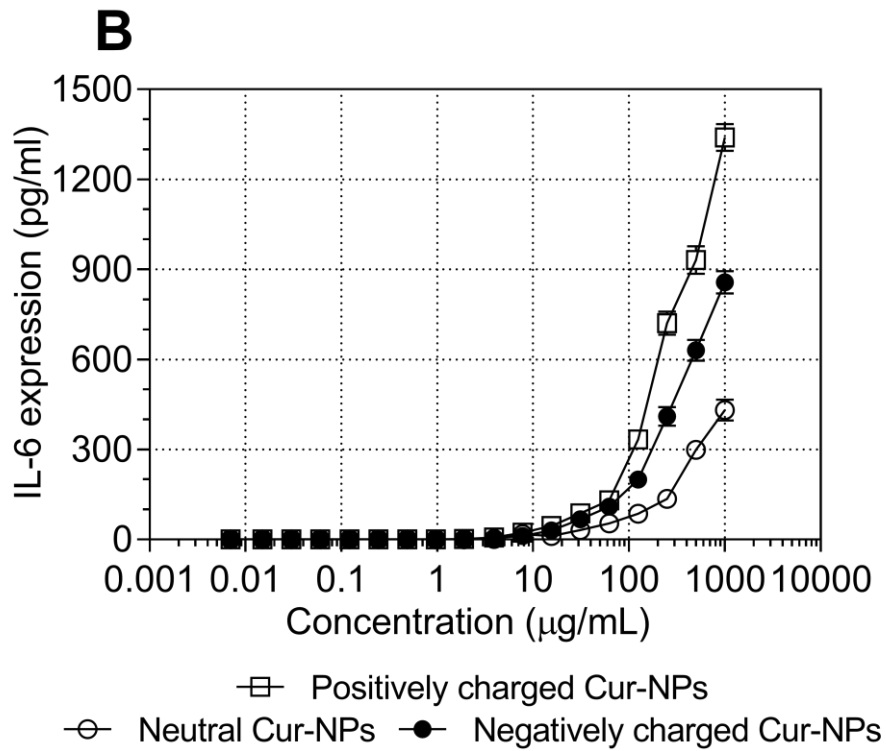 B
IL-6 expression (pg/ml)
1500
1200
900
600
300
0
0.001 0.01 0.1 1 10 100 1000 10000
Concentration (μg/mL)
Positively charged Cur-NPs
Neutral Cur-NPs Negatively charged Cur-NPs